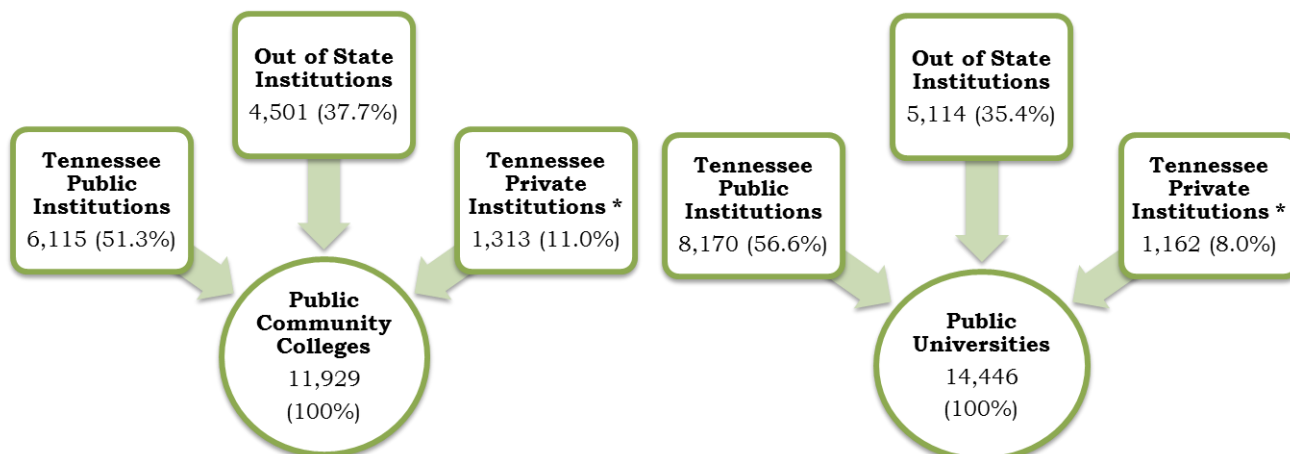 Out of State
Institutions
4,501 (37.7%)
Tennessee
Public
Institutions
6,115 (51.3%)
Tennessee
Private
Institutions *
1,313 (11.0%)
Public
Community
Colleges
11,929
(100%)
Out of State
Institutions
5,114 (35.4%)
Tennessee
Public
Institutions
8,170 (56.6%)
Tennessee
Private
Institutions *
1,162 (8.0%)
Public
Universities
14,446
(100%)